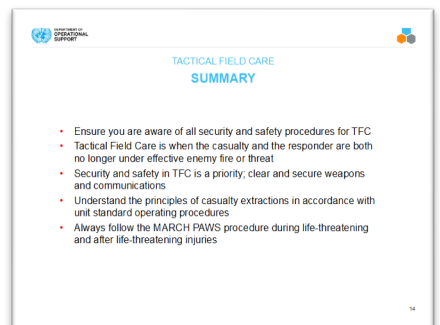 DEPARTMENT OF
OPERATIONAL
SUPPORT
TACTICAL FIELD CARE
SUMMARY
• Ensure you are aware of all security and safety procedures for TFC
• Tactical Field Care is when the casualty and the responder are both
no longer under effective enemy fire or threat
• Security and safety in TFC is a priority; clear and secure weapons
and communications
• Understand the principles of casualty extractions in accordance with
unit standard operating procedures
• Always follow the MARCH PAWS procedure during life-threatening
and after life-threatening injuries
14